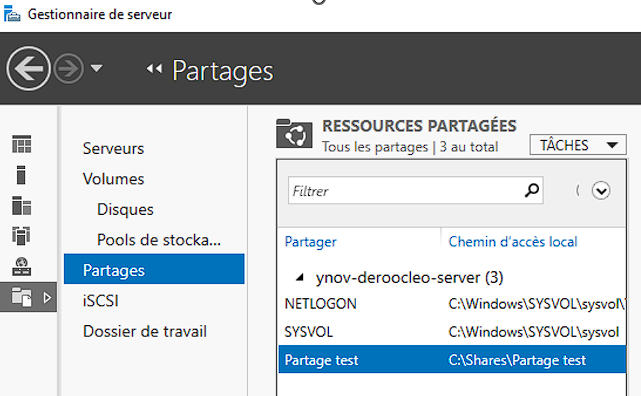 Gestionnaire de serveur
Partages
Serveurs
Volumes
Disques
Pools de stocka...
Partages
iSCSI
Dossier de travail
RESSOURCES PARTAGÉES
Tous les partages | 3 au total
TÂCHES
Filtrer
Partager Chemin d'accès local
ynov-deroocleo-server (3)
NETLOGON C:\Windows\SYSVOL\sysvol\
SYSVOL C:\Windows\SYSVOL\sysvol
Partage test C:\Shares\Partage test